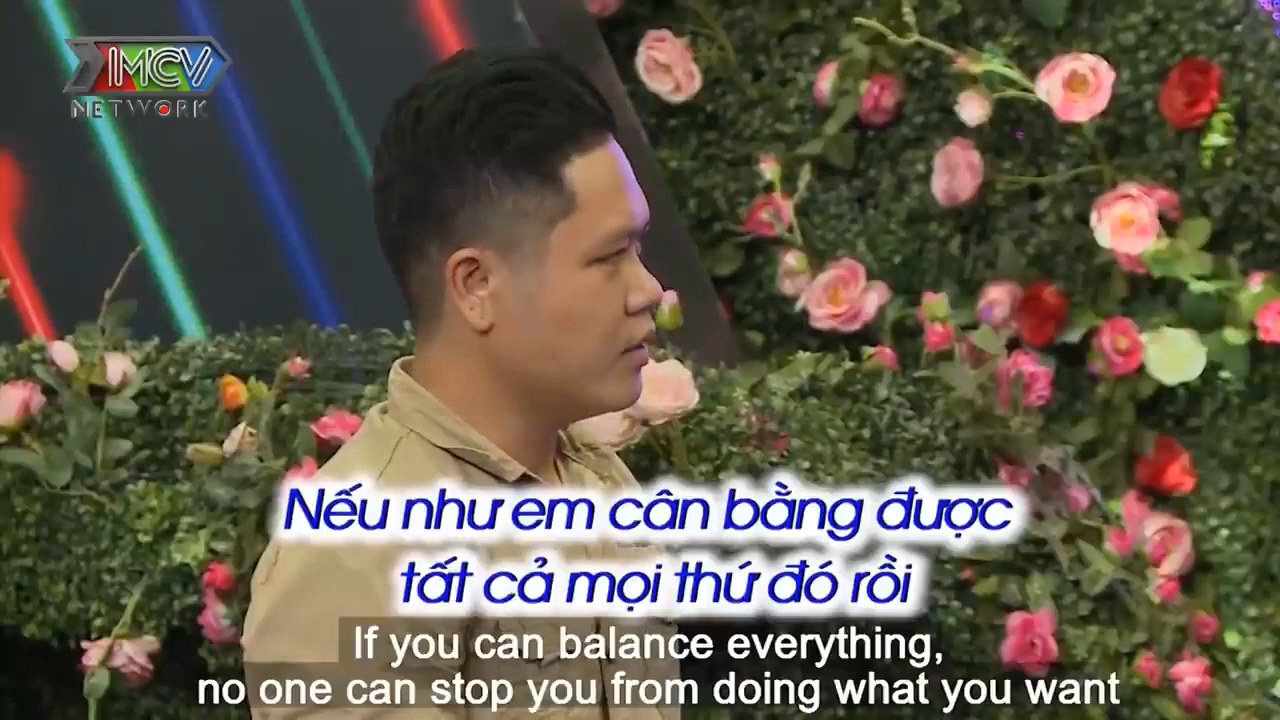 MCV
NETWORK
Nếu như em cân bằng được
tất cả mọi thứ đó rồi
If you can balance everything,
no one can stop you from doing what you want